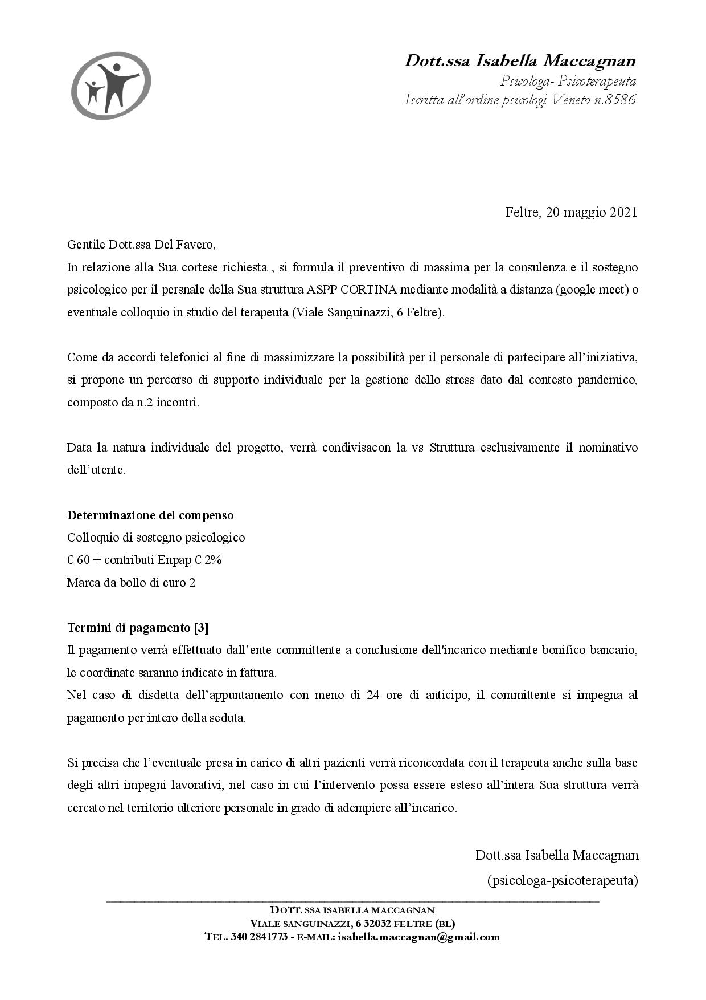 Dott.ssa Isabella Maccagnan
Psicologa- Psicoterapeuta
Iscritta all'ordine psicologi Veneto n.8586
Feltre, 20 maggio 2021
Gentile Dott.ssa Del Favero,
In relazione alla Sua cortese richiesta , si formula il preventivo di massima per la consulenza e il sostegno
psicologico per il persnale della Sua struttura ASPP CORTINA mediante modalità a distanza (google meet) o
eventuale colloquio in studio del terapeuta (Viale Sanguinazzi, 6 Feltre).
Come da accordi telefonici al fine di massimizzare la possibilità per il personale di partecipare all’iniziativa,
si propone un percorso di supporto individuale per la gestione dello stress dato dal contesto pandemico,
composto da n.2 incontri.
Data la natura individuale del progetto, verrà condivisacon la vs Struttura esclusivamente il nominativo
dell’utente.
Determinazione del compenso
Colloquio di sostegno psicologico
€ 60 + contributi Enpap € 2%
Marca da bollo di euro 2
Termini di pagamento [3]
Il pagamento verrà effettuato dall’ente committente a conclusione dell'incarico mediante bonifico bancario,
le coordinate saranno indicate in fattura.
Nel caso di disdetta dell’appuntamento con meno di 24 ore di anticipo, il committente si impegna al
pagamento per intero della seduta.
Si precisa che l’eventuale presa in carico di altri pazienti verrà riconcordata con il terapeuta anche sulla base
degli altri impegni lavorativi, nel caso in cui l’intervento possa essere esteso all’intera Sua struttura verrà
cercato nel territorio ulteriore personale in grado di adempiere all’incarico.
Dott.ssa Isabella Maccagnan
(psicologa-psicoterapeuta)
DOTT. SSA ISABELLA MACCAGNAN
VIALE SANGUINAZZI, 6 32032 FELTRE (BL)
TEL. 340 2841773 - E-MAIL: isabella.maccagnan@gmail.com